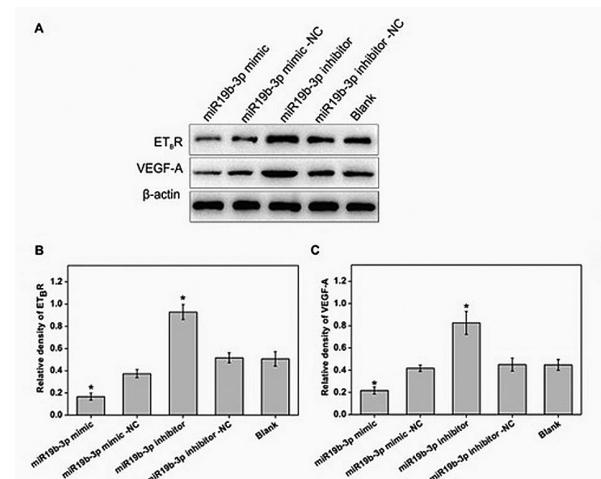 A
miR19b-3p mimic
miR19b-3p mimic -NC
miR19b-3p inhibitor
miR19b-3p inhibitor -NC
Blank
ETBR
VEGF-A
β-actin
B
Relative density of ETBR
1.2
1.0
0.8
0.6
0.4
0.2
0.0
*
*
miR19b-3p mimic
miR19b-3p mimic -NC
miR19b-3p inhibitor
miR19b-3p inhibitor -NC
Blank
C
Relative density of VEGF-A
1.2
1.0
0.8
0.6
0.4
0.2
0.0
*
*
miR19b-3p mimic
miR19b-3p mimic -NC
miR19b-3p inhibitor
miR19b-3p inhibitor -NC
Blank